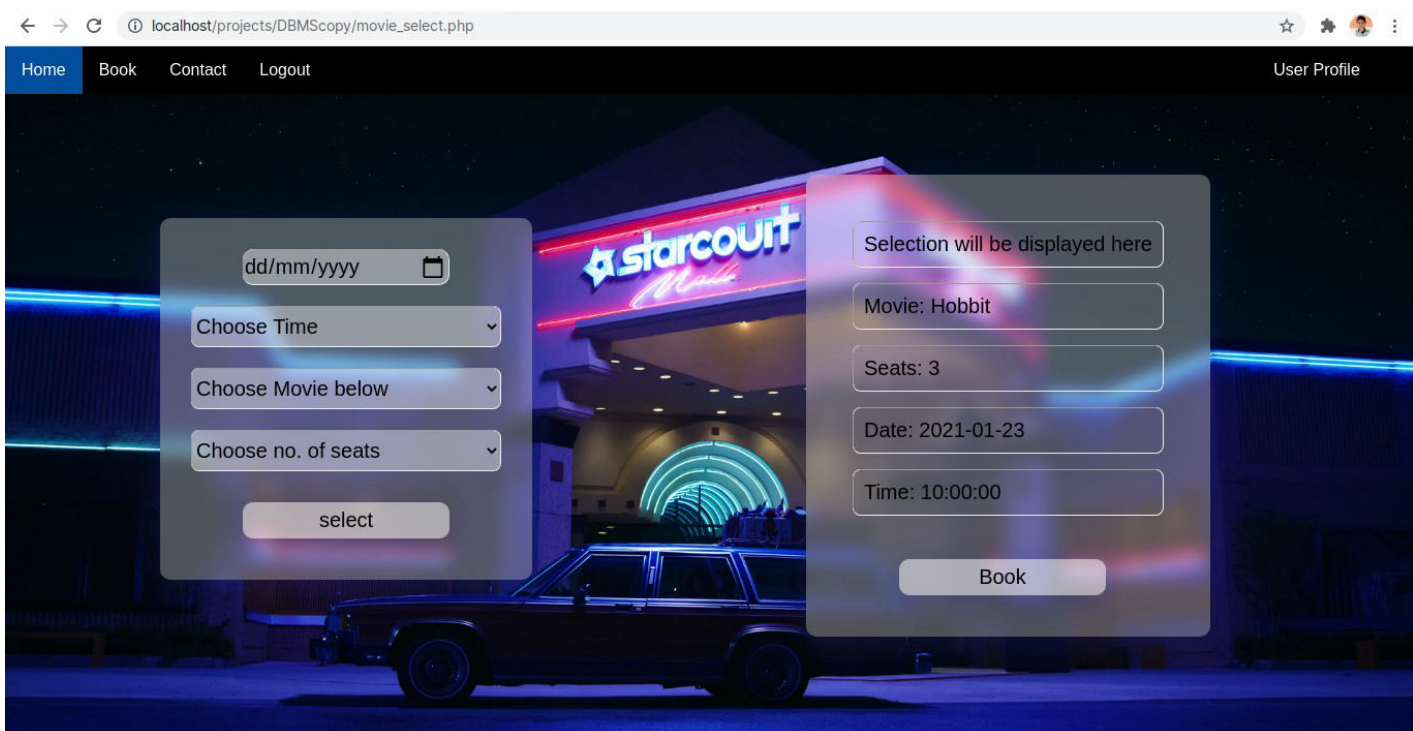 localhost/projects/DBMScopy/movie_select.php
Home Book Contact Logout User Profile
starcourt
Mall
dd/mm/yyyy
Choose Time
Choose Movie below
Choose no. of seats
select
Selection will be displayed here
Movie: Hobbit
Seats: 3
Date: 2021-01-23
Time: 10:00:00
Book